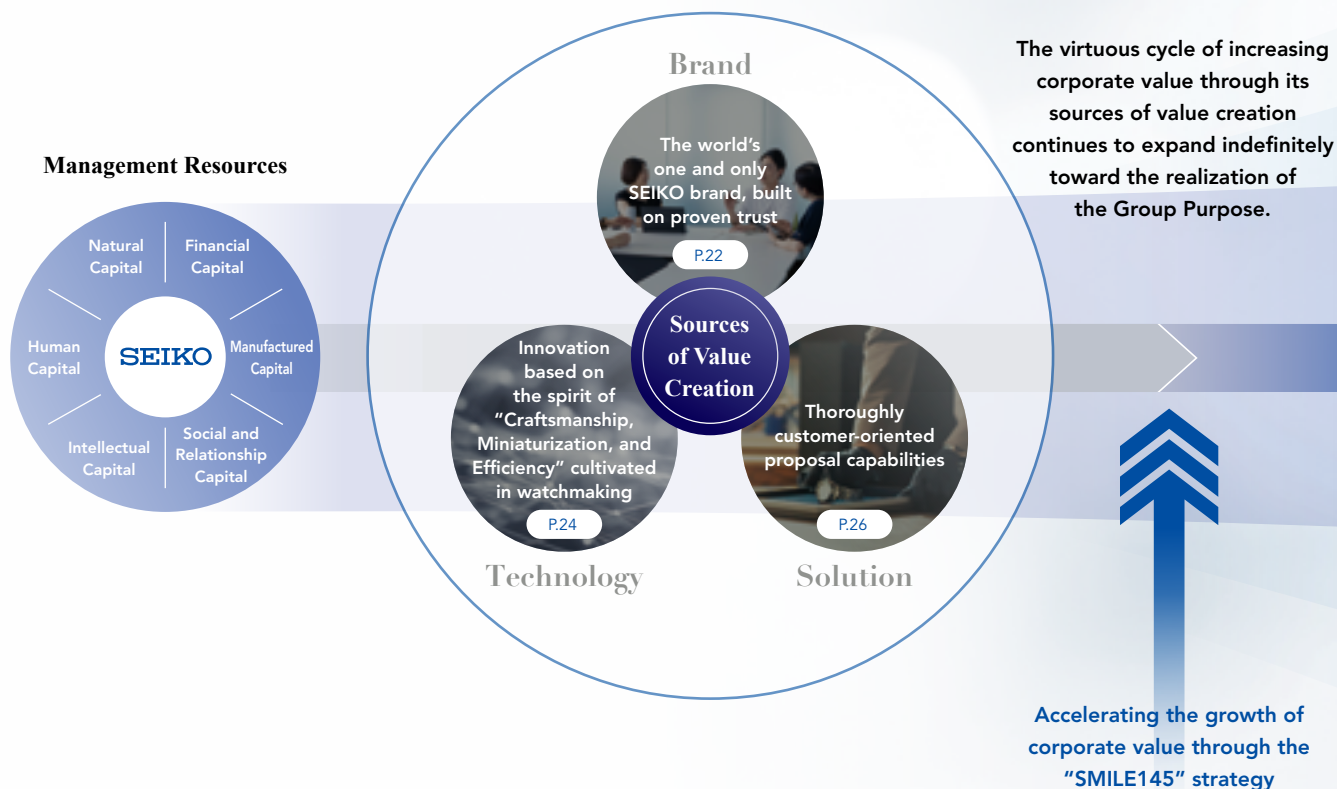 Management Resources
Natural
Capital
Financial
Capital
Human
Capital
SEIKO
Manufactured
Capital
Intellectual
Capital
Social and
Relationship
Capital
Brand
The world's
one and only
SEIKO brand, built
on proven trust
P.22
Sources
of Value
Creation
Innovation
based on
the spirit of
"Craftsmanship,
Miniaturization, and
Efficiency" cultivated
in watchmaking
P.24
Technology
Thoroughly
customer-oriented
proposal capabilities
P.26
Solution
The virtuous cycle of increasing
corporate value through its
sources of value creation
continues to expand indefinitely
toward the realization of
the Group Purpose.
Accelerating the growth of
corporate value through the
"SMILE145" strategy